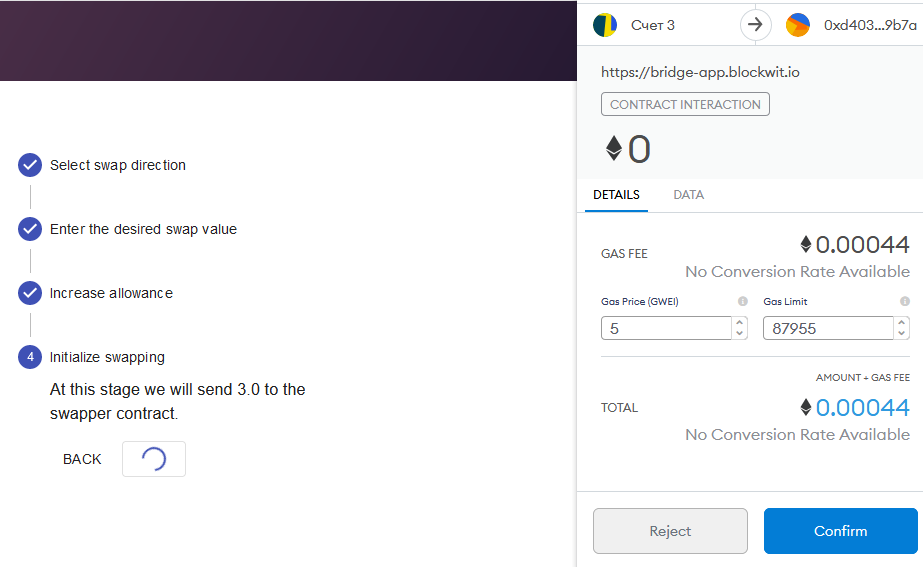 Select swap direction
Enter the desired swap value
Increase allowance
4 Initialize swapping
At this stage we will send 3.0 to the
swapper contract.
BACK
Счет 3 0xd403...9b7a
https://bridge-app.blockwit.io
CONTRACT INTERACTION
0
DETAILS DATA
GAS FEE 0.00044
No Conversion Rate Available
Gas Price (GWEI) Gas Limit
5 87955
AMOUNT + GAS FEE
TOTAL 0.00044
No Conversion Rate Available
Reject Confirm